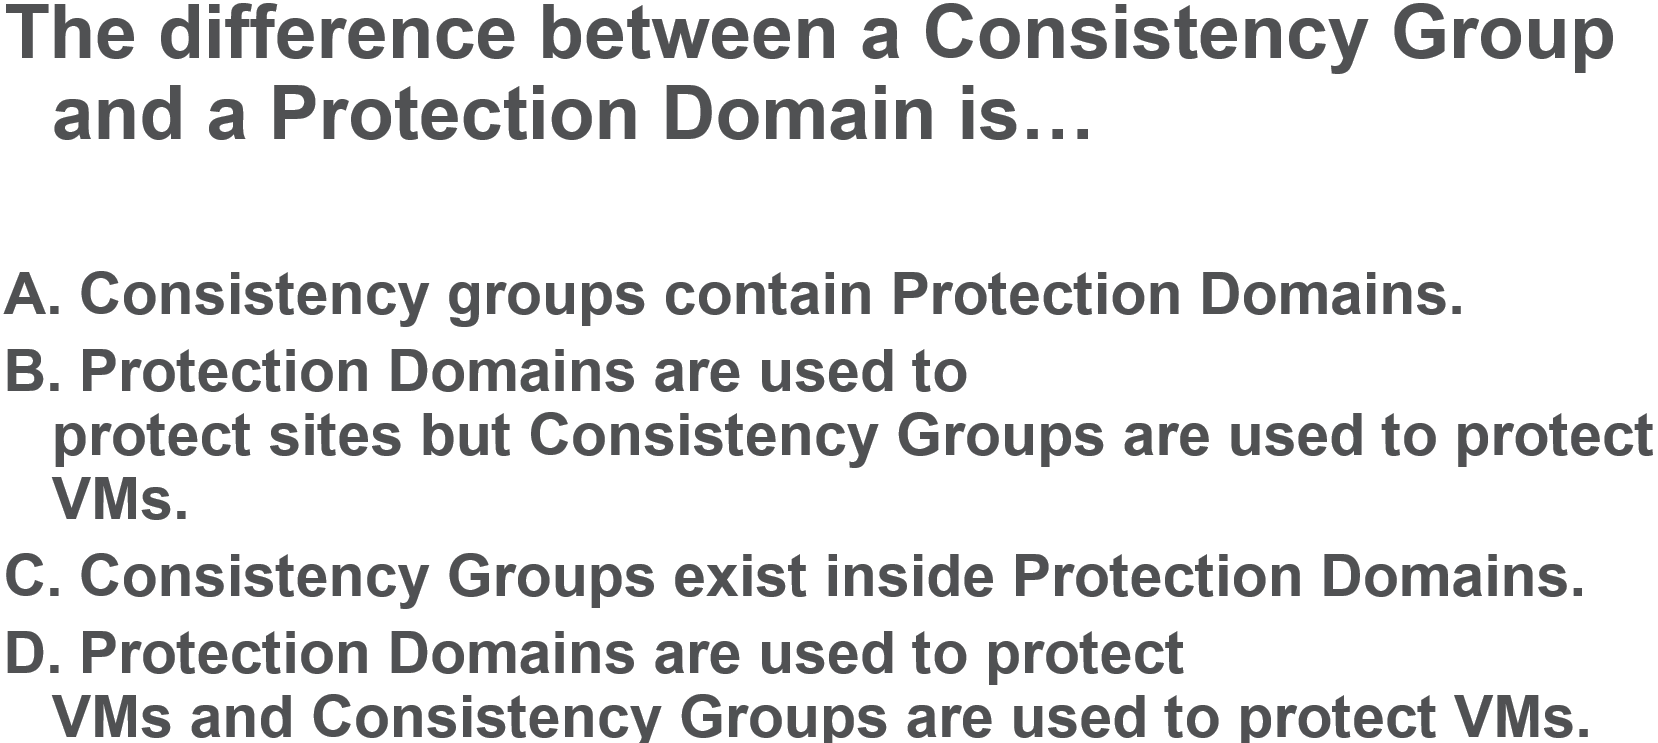 The difference between a Consistency Group
and a Protection Domain is…
A. Consistency groups contain Protection Domains.
B. Protection Domains are used to
protect sites but Consistency Groups are used to protect
VMs.
C. Consistency Groups exist inside Protection Domains.
D. Protection Domains are used to protect
VMs and Consistency Groups are used to protect VMs.